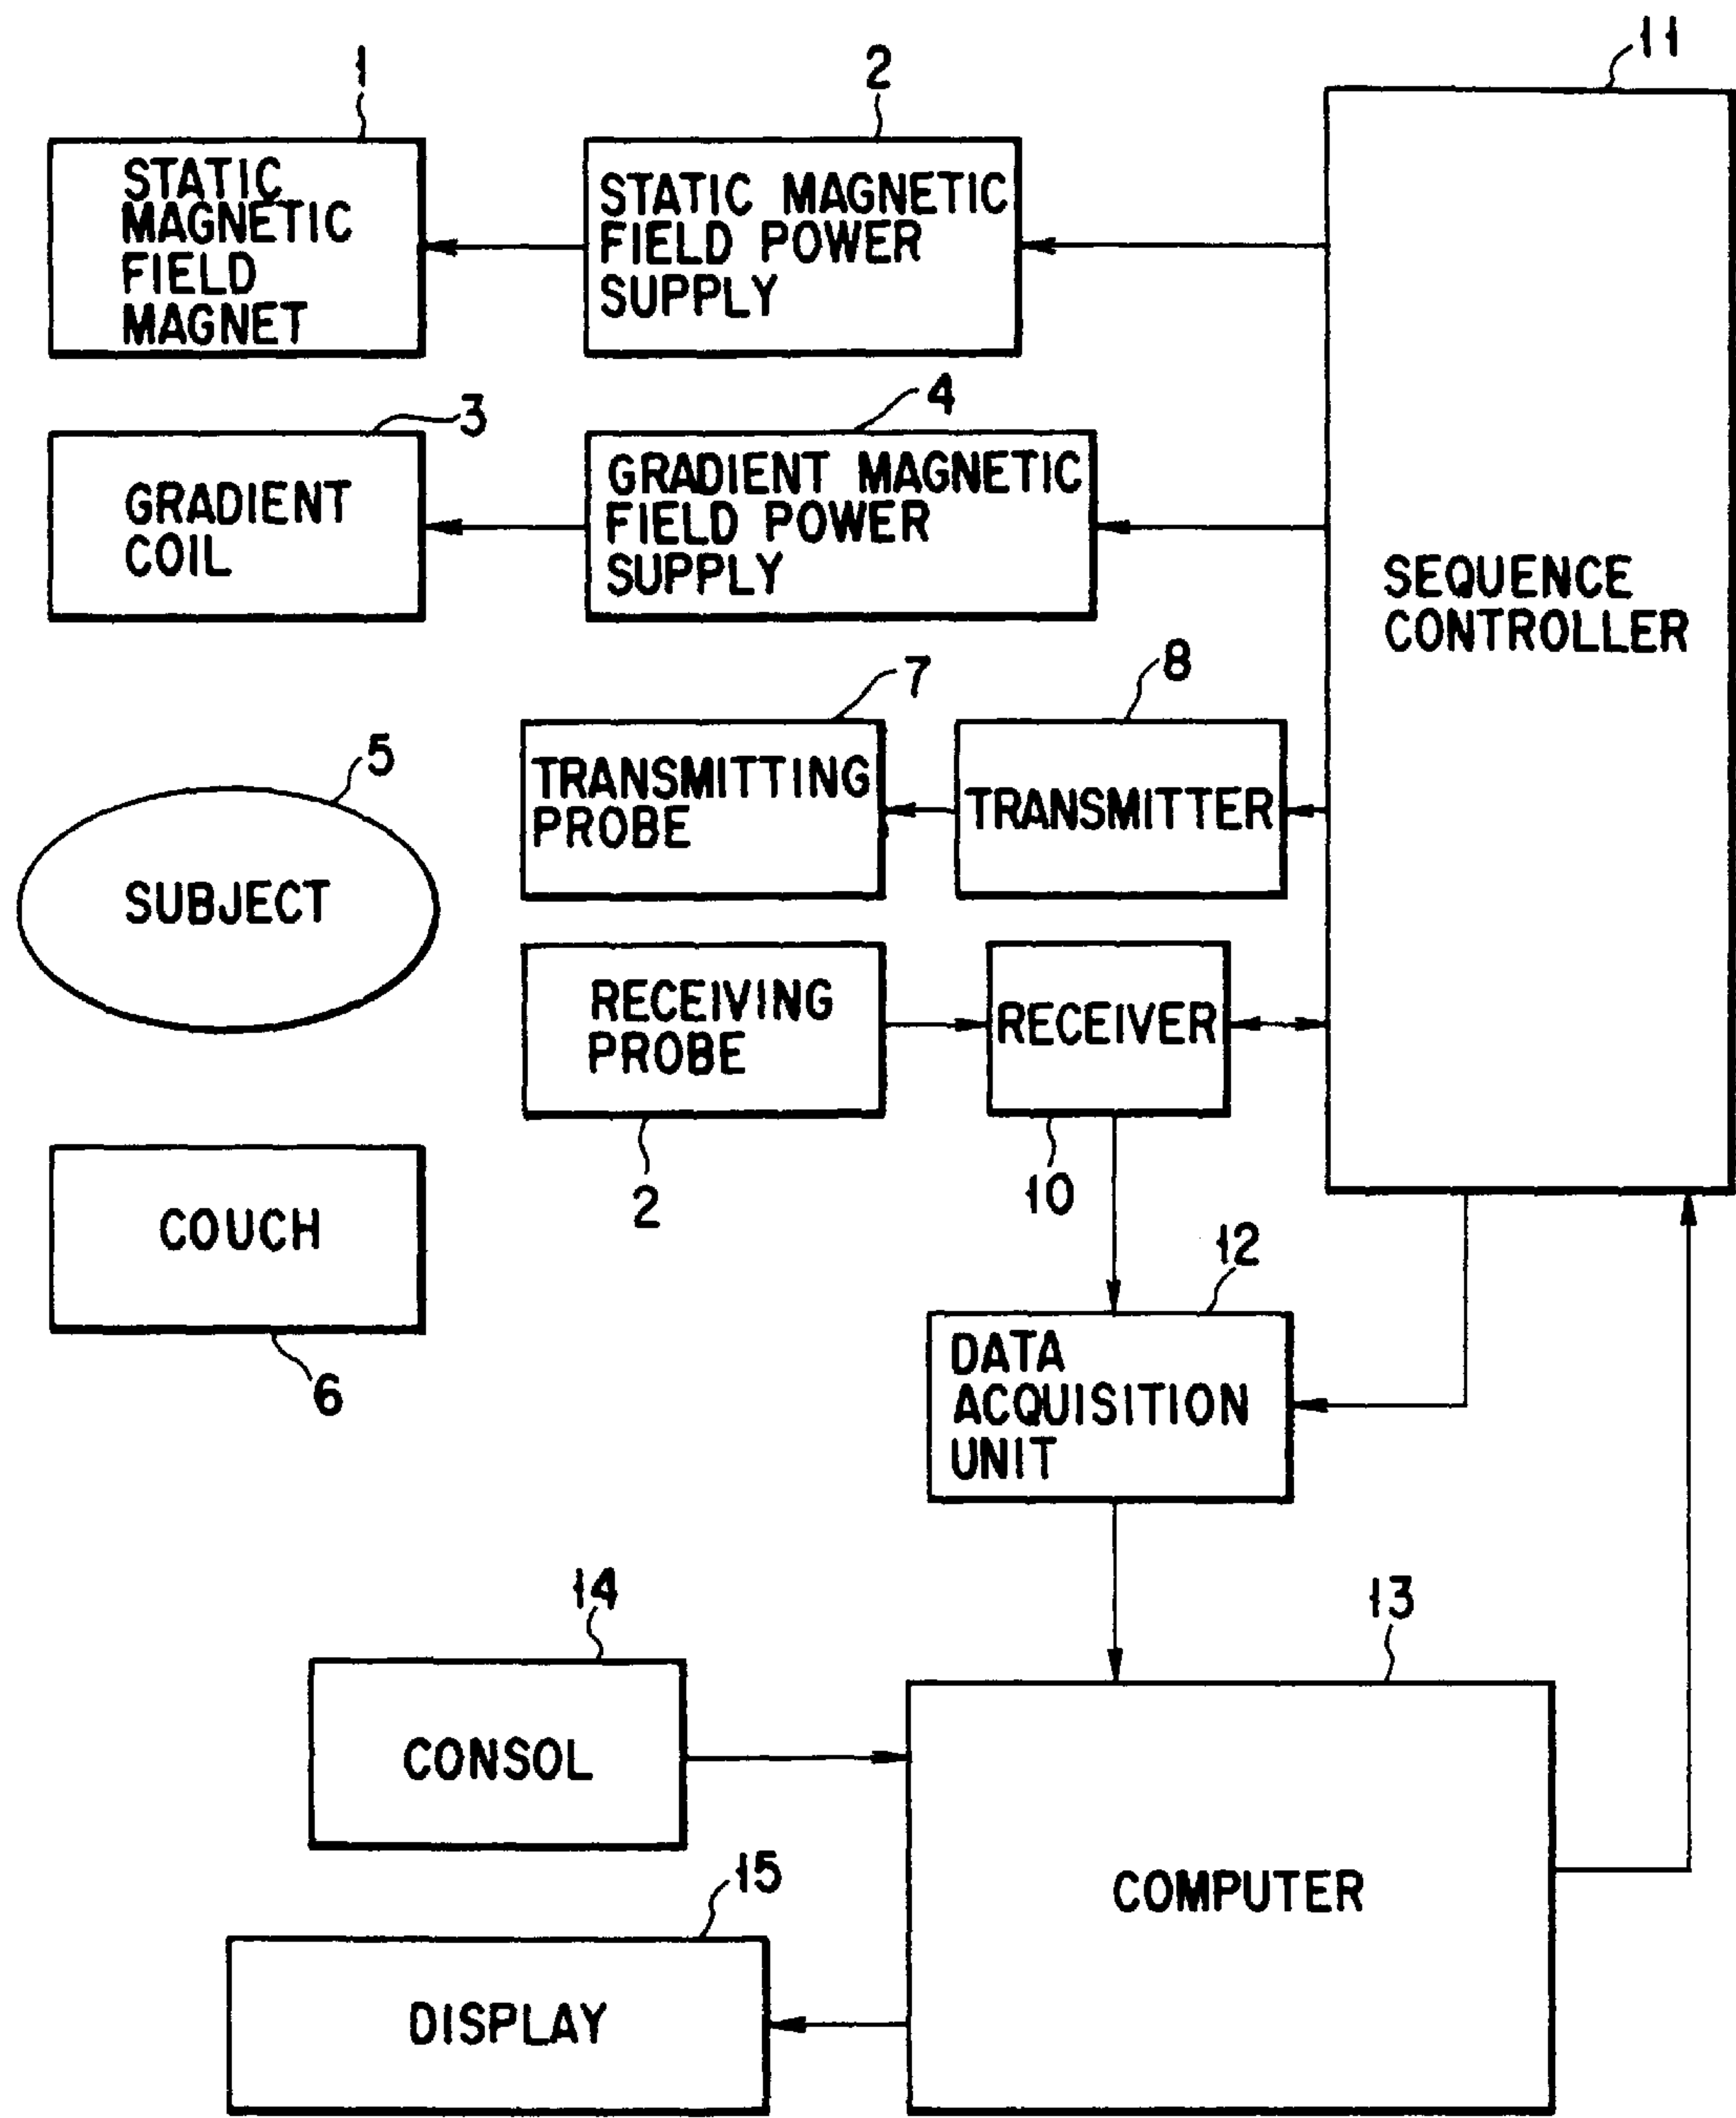 11
1
2
STATIC
MAGNETIC
FIELD
MAGNET
STATIC MAGNETIC
FIELD POWER
SUPPLY
3
4
GRADIENT
COIL
GRADIENT MAGNETIC
FIELD POWER
SUPPLY
SEQUENCE
CONTROLLER
7
8
5
TRANSMITTING
PROBE
TRANSMITTER
SUBJECT
RECEIVING
PROBE
RECEIVER
2
10
COUCH
6
12
DATA
ACQUISITION
UNIT
14
13
CONSOL
COMPUTER
15
DISPLAY